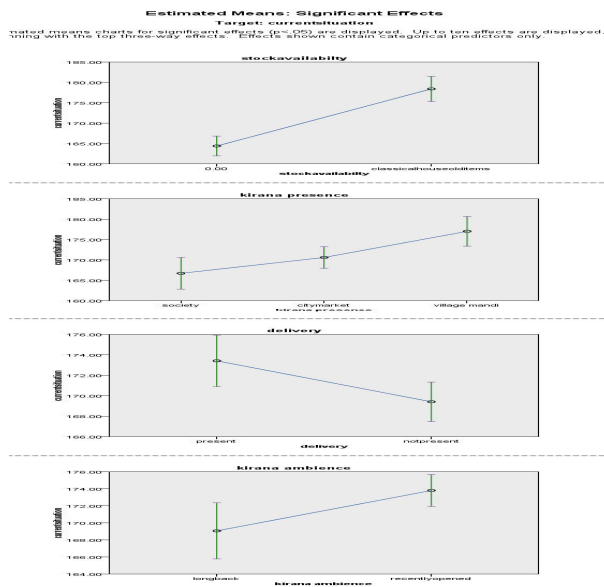 Estimated Means: Significant Effects
Target: currentsituation
mated means charts for significant effects (p<.05) are displayed. Up to ten effects are displayed,
nning with the top three-way effects. Effects shown contain categorical predictors only.
stockavailabilty
185.00
180.00
175.00
170.00
165.00
160.00
currentsituation
0.00
classicalhouseolditems
stockavailabilty
kirana presence
185.00
180.00
175.00
170.00
165.00
160.00
currentsituation
society
citymarket
village mandi
kirana presence
delivery
176.00
174.00
172.00
170.00
168.00
166.00
currentsituation
present
notpresent
delivery
kirana ambience
176.00
174.00
172.00
170.00
168.00
166.00
164.00
currentsituation
longback
recentlyopened
kirana ambience